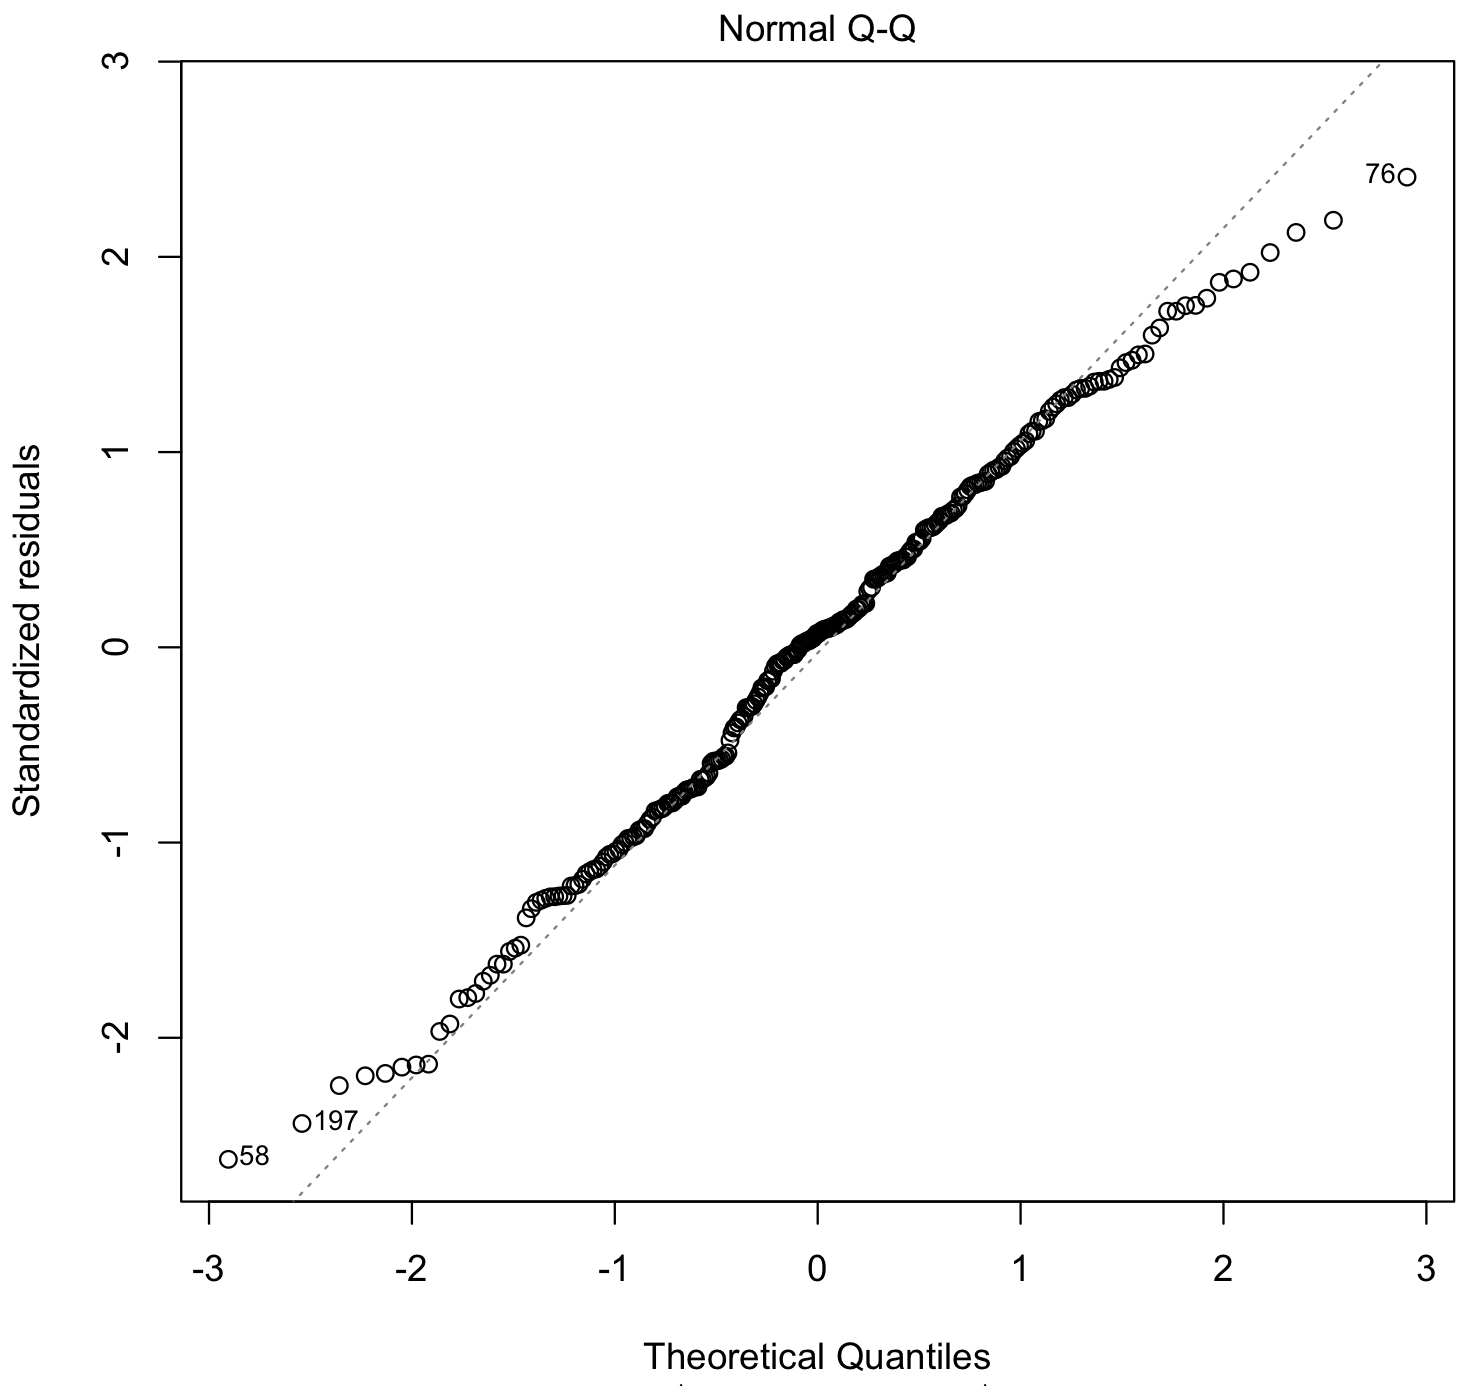 Normal Q-Q
3
2
1
0
-1
-2
Standardized residuals
76
197
58
-3 -2 -1 0 1 2 3
Theoretical Quantiles